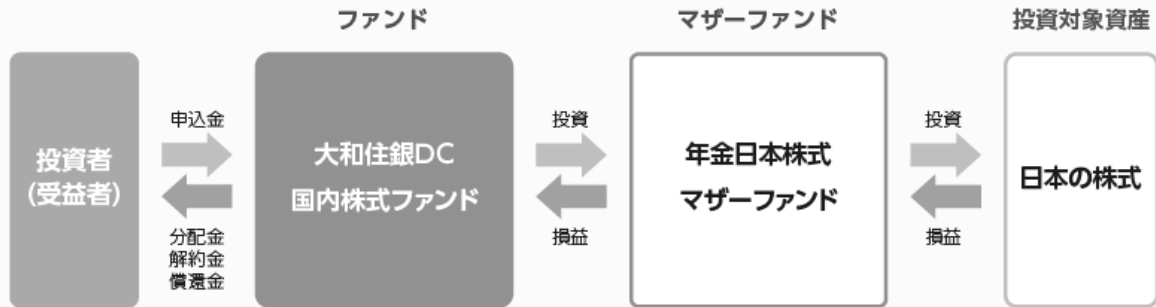 ファンド
マザーファンド
投資対象資産
投資者
(受益者)
申込金
分配金
解約金
償還金
大和住銀DC
国内株式ファンド
投資
損益
年金日本株式
マザーファンド
投資
損益
日本の株式